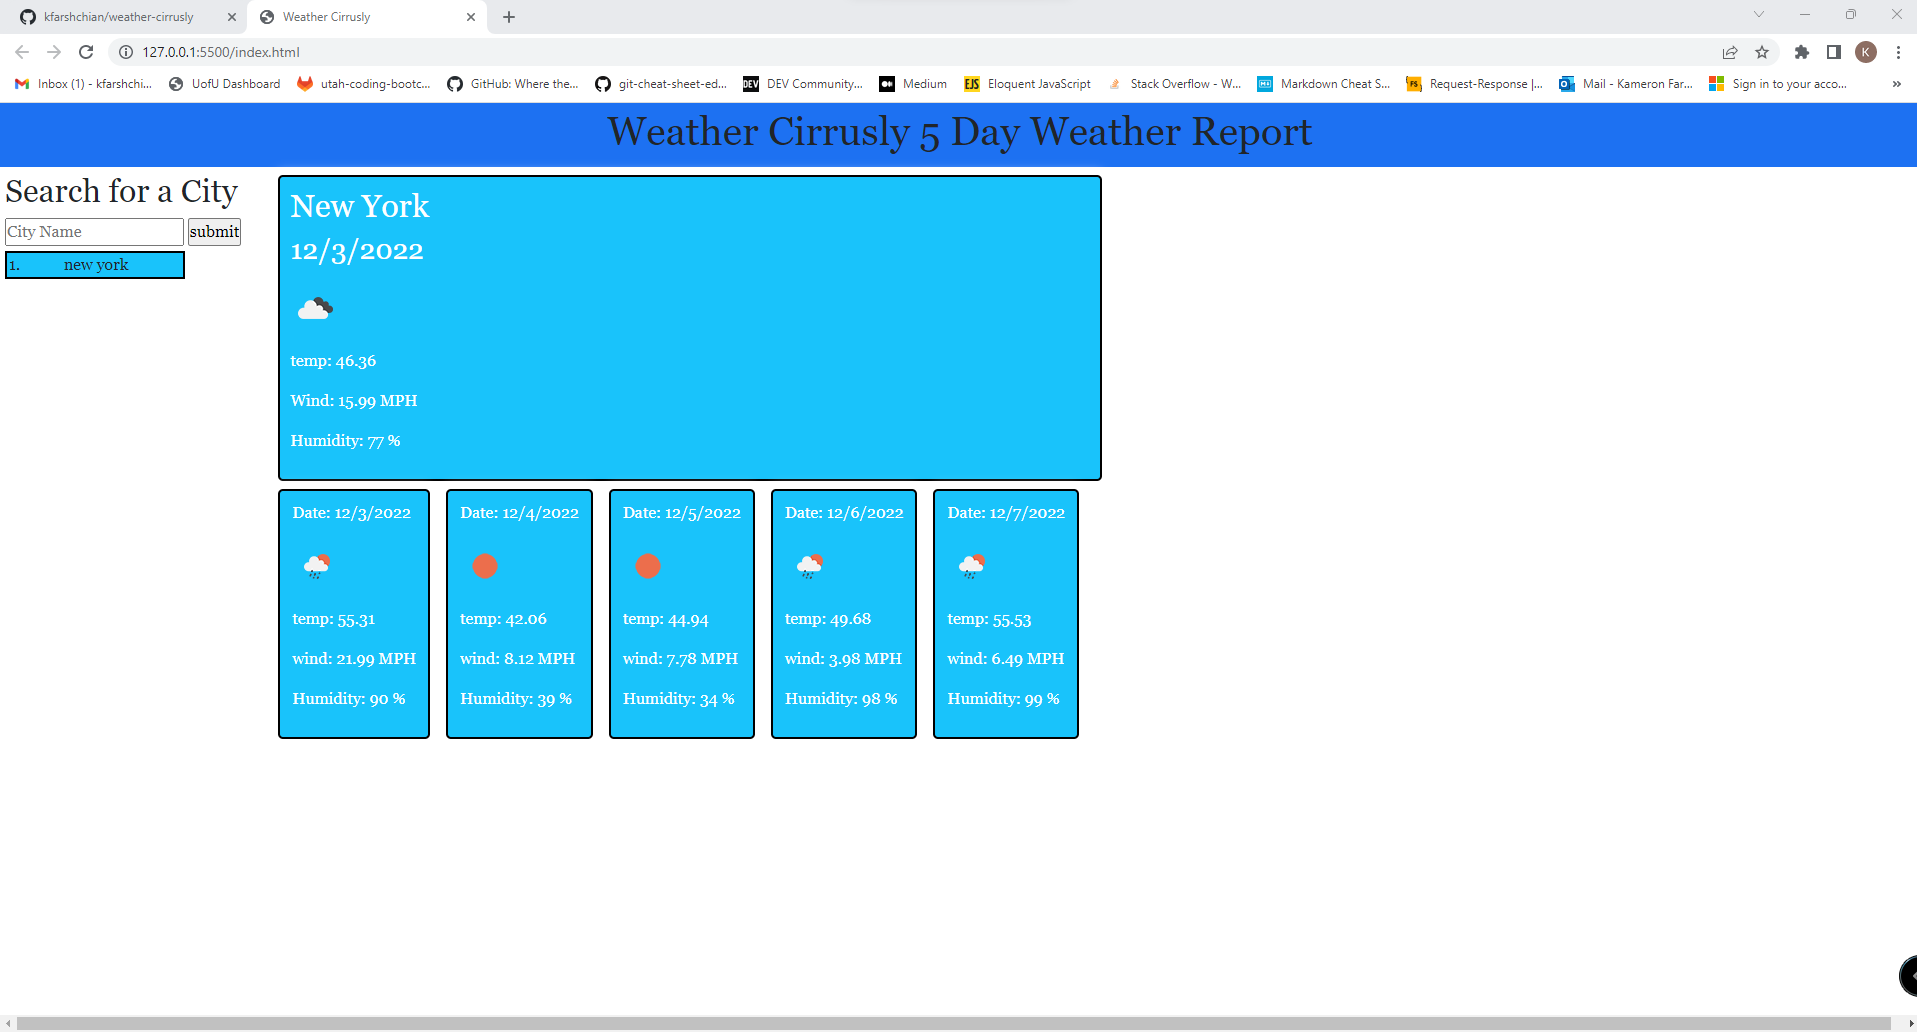 kfarshchian/weather-cirrusly
Weather Cirrusly
127.0.0.1:5500/index.html
K
Inbox (1) - kfarshchi...
UofU Dashboard
utah-coding-bootc...
GitHub: Where the...
git-cheat-sheet-ed...
DEV
DEV Community...
Medium
EJS
Eloquent JavaScript
Stack Overflow - W...
Markdown Cheat S...
FS
Request-Response |...
Mail - Kameron Far...
Sign in to your acco...
»
Weather Cirrusly 5 Day Weather Report
Search for a City
City Name
submit
1. new york
New York
12/3/2022
temp: 46.36
Wind: 15.99 MPH
Humidity: 77 %
Date: 12/3/2022
temp: 55.31
wind: 21.99 MPH
Humidity: 90 %
Date: 12/4/2022
temp: 42.06
wind: 8.12 MPH
Humidity: 39 %
Date: 12/5/2022
temp: 44.94
wind: 7.78 MPH
Humidity: 34 %
Date: 12/6/2022
temp: 49.68
wind: 3.98 MPH
Humidity: 98 %
Date: 12/7/2022
temp: 55.53
wind: 6.49 MPH
Humidity: 99 %